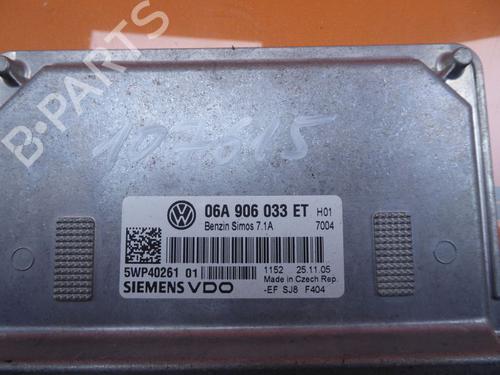 B-PARTS
107615
06A 906 033 ET H01
Benzin Simos 7.1A 7004
5WP40261 01 1152 25.11.05
Made in Czech Rep.
SIEMENS VDO -EF SJ8 F404